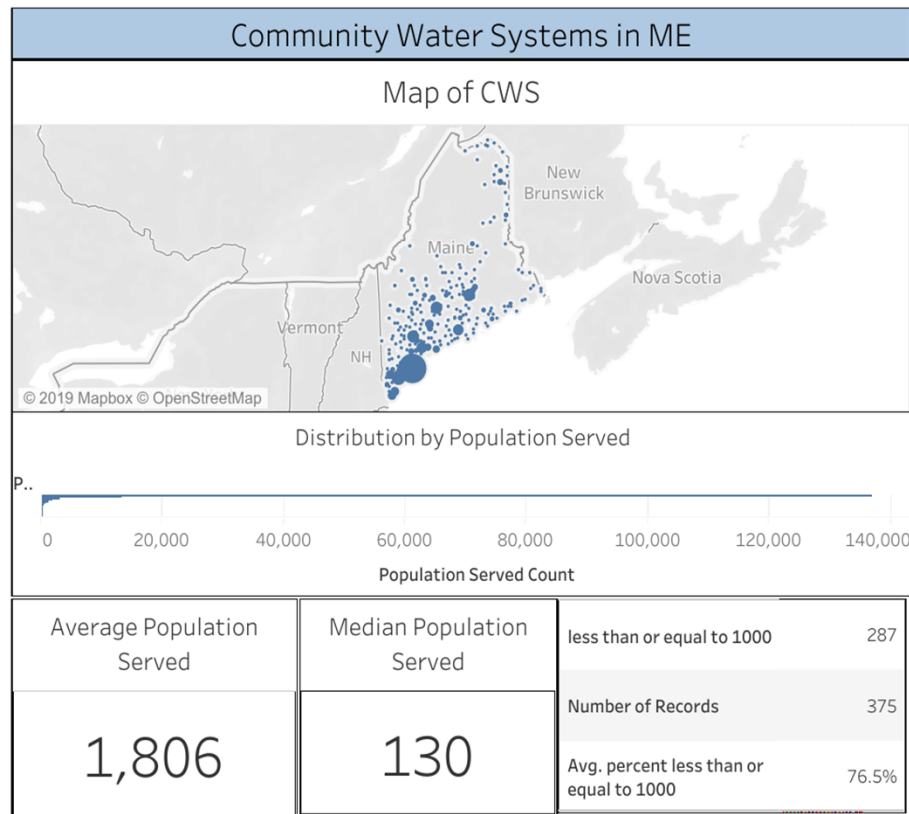 Community Water Systems in ME
Map of CWS
New
Brunswick
Maine
Nova Scotia
Vermont
NH
© 2019 Mapbox © OpenStreetMap
Distribution by Population Served
P..
0 20,000 40,000 60,000 80,000 100,000 120,000 140,000
Population Served Count
Average Population
Served
1,806
Median Population
Served
130
less than or equal to 1000 287
Number of Records 375
Avg. percent less than or
equal to 1000 76.5%